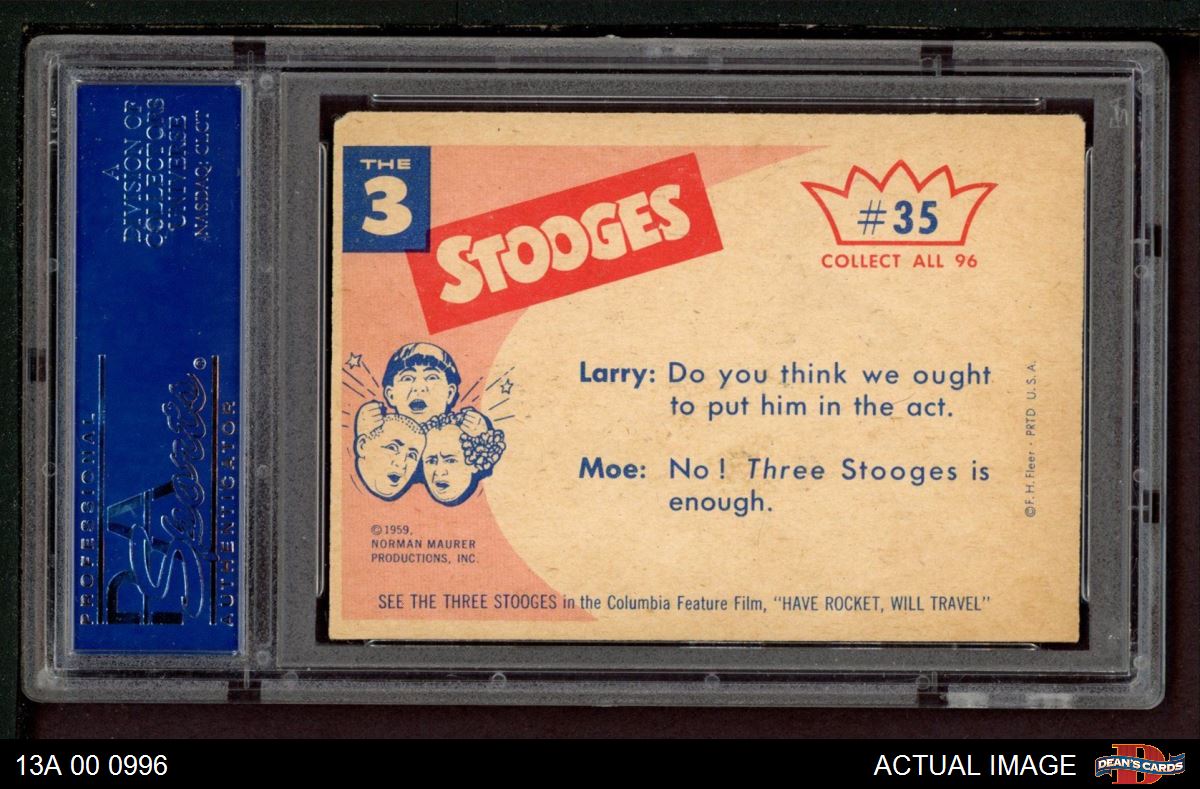 A
DIVISION OF
COLLECTORS
UNIVERSE
NASDAQ: CLCT
PROFESSIONAL
PSA
Sports
®
AUTHENTICATOR
THE
3
STOOGES
#35
COLLECT ALL 96
Larry: Do you think we ought
to put him in the act.
Moe: No! Three Stooges is
enough.
©F. H. Fleer • PRTD U. S. A.
©1959,
NORMAN MAURER
PRODUCTIONS, INC.
SEE THE THREE STOOGES in the Columbia Feature Film, "HAVE ROCKET, WILL TRAVEL"
13A 00 0996
ACTUAL IMAGE
D
DEAN'S CARDS